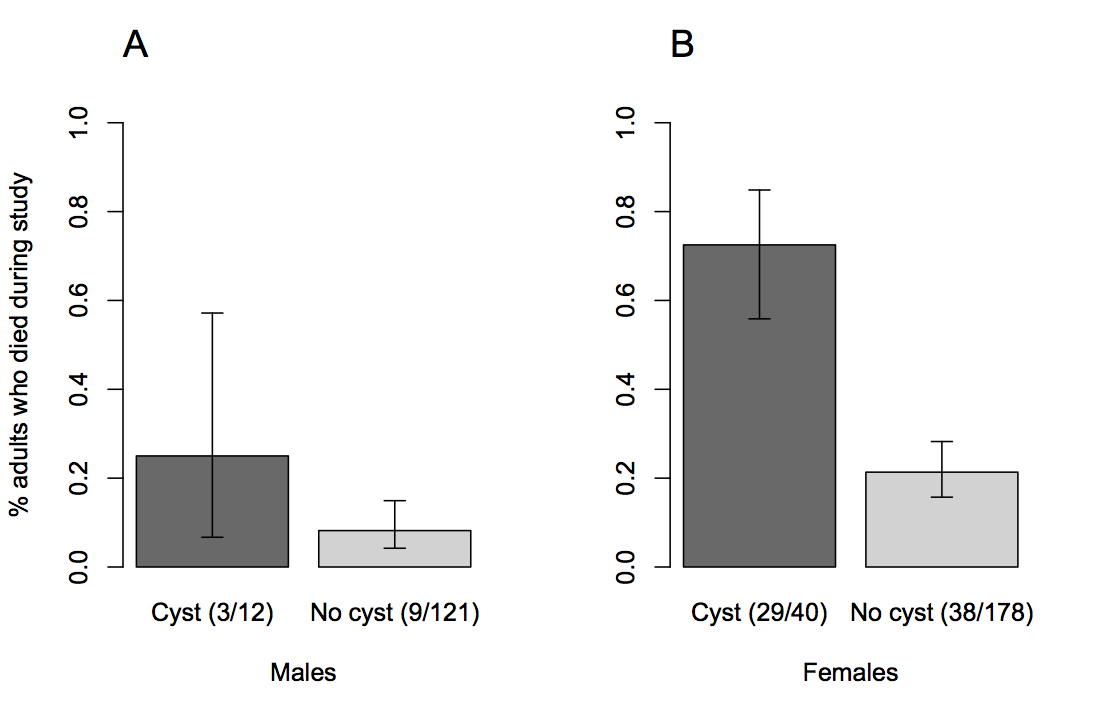 A
B
% adults who died during study
1.0
0.8
0.6
0.4
0.2
0.0
1.0
0.8
0.6
0.4
0.2
0.0
Cyst (3/12)
No cyst (9/121)
Cyst (29/40)
No cyst (38/178)
Males
Females